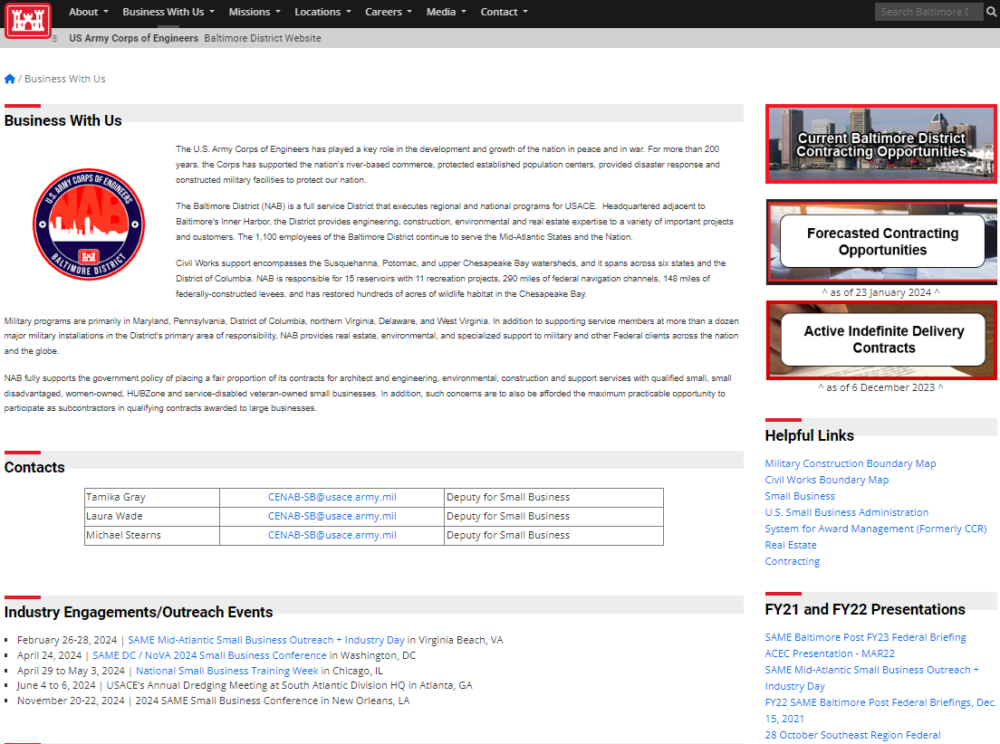 About Business With Us Missions Locations Careers Media Contact Search Baltimore D
® US Army Corps of Engineers Baltimore District Website
/ Business With Us
Business With Us
The U.S. Army Corps of Engineers has played a key role in the development and growth of the nation in peace and in war. For more than 200
years, the Corps has supported the nation's river-based commerce, protected established population centers, provided disaster response and
constructed military facilities to protect our nation.
U.S. ARMY CORPS OF ENGINEERS
NAB
BALTIMORE DISTRICT
The Baltimore District (NAB) is a full service District that executes regional and national programs for USACE. Headquartered adjacent to
Baltimore's Inner Harbor, the District provides engineering, construction, environmental and real estate expertise to a variety of important projects
and customers. The 1,100 employees of the Baltimore District continue to serve the Mid-Atlantic States and the Nation.
Civil Works support encompasses the Susquehanna, Potomac, and upper Chesapeake Bay watersheds, and it spans across six states and the
District of Columbia. NAB is responsible for 15 reservoirs with 11 recreation projects, 290 miles of federal navigation channels, 148 miles of
federally-constructed levees, and has restored hundreds of acres of wildlife habitat in the Chesapeake Bay.
Military programs are primarily in Maryland, Pennsylvania, District of Columbia, northern Virginia, Delaware, and West Virginia. In addition to supporting service members at more than a dozen
major military installations in the District's primary area of responsibility, NAB provides real estate, environmental, and specialized support to military and other Federal clients across the nation
and the globe.
NAB fully supports the government policy of placing a fair proportion of its contracts for architect and engineering, environmental, construction and support services with qualified small, small
disadvantaged, women-owned, HUBZone and service-disabled veteran-owned small businesses. In addition, such concerns are to also be afforded the maximum practicable opportunity to
participate as subcontractors in qualifying contracts awarded to large businesses.
Contacts
Tamika Gray CENAB-SB@usace.army.mil Deputy for Small Business
Laura Wade CENAB-SB@usace.army.mil Deputy for Small Business
Michael Stearns CENAB-SB@usace.army.mil Deputy for Small Business
Industry Engagements/Outreach Events
February 26-28, 2024 | SAME Mid-Atlantic Small Business Outreach + Industry Day in Virginia Beach, VA
April 24, 2024 | SAME DC / NoVA 2024 Small Business Conference in Washington, DC
April 29 to May 3, 2024 | National Small Business Training Week in Chicago, IL
June 4 to 6, 2024 | USACE's Annual Dredging Meeting at South Atlantic Division HQ in Atlanta, GA
November 20-22, 2024 | 2024 SAME Small Business Conference in New Orleans, LA
Current Baltimore District
Contracting Opportunities
Forecasted Contracting
Opportunities
^ as of 23 January 2024 ^
Active Indefinite Delivery
Contracts
^ as of 6 December 2023 ^
Helpful Links
Military Construction Boundary Map
Civil Works Boundary Map
Small Business
U.S. Small Business Administration
System for Award Management (Formerly CCR)
Real Estate
Contracting
FY21 and FY22 Presentations
SAME Baltimore Post FY23 Federal Briefing
ACEC Presentation - MAR22
SAME Mid-Atlantic Small Business Outreach +
Industry Day
FY22 SAME Baltimore Post Federal Briefings, Dec.
15, 2021
28 October Southeast Region Federal